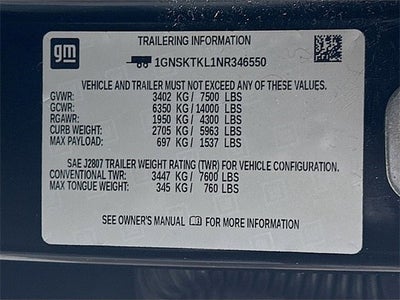 gm
TRAILERING INFORMATION
1GNSKTKL1NR346550
VEHICLE AND TRAILER MUST NOT EXCEED ANY OF THESE VALUES:
GVWR: 3402 KG / 7500 LBS
GCWR: 6350 KG / 14000 LBS
RGAWR: 1950 KG / 4300 LBS
CURB WEIGHT: 2705 KG / 5963 LBS
MAX PAYLOAD: 697 KG / 1537 LBS
SAE J2807 TRAILER WEIGHT RATING (TWR) FOR VEHICLE CONFIGURATION.
CONVENTIONAL TWR: 3447 KG / 7600 LBS
MAX TONGUE WEIGHT: 345 KG / 760 LBS
SEE OWNER'S MANUAL FOR MORE INFORMATION